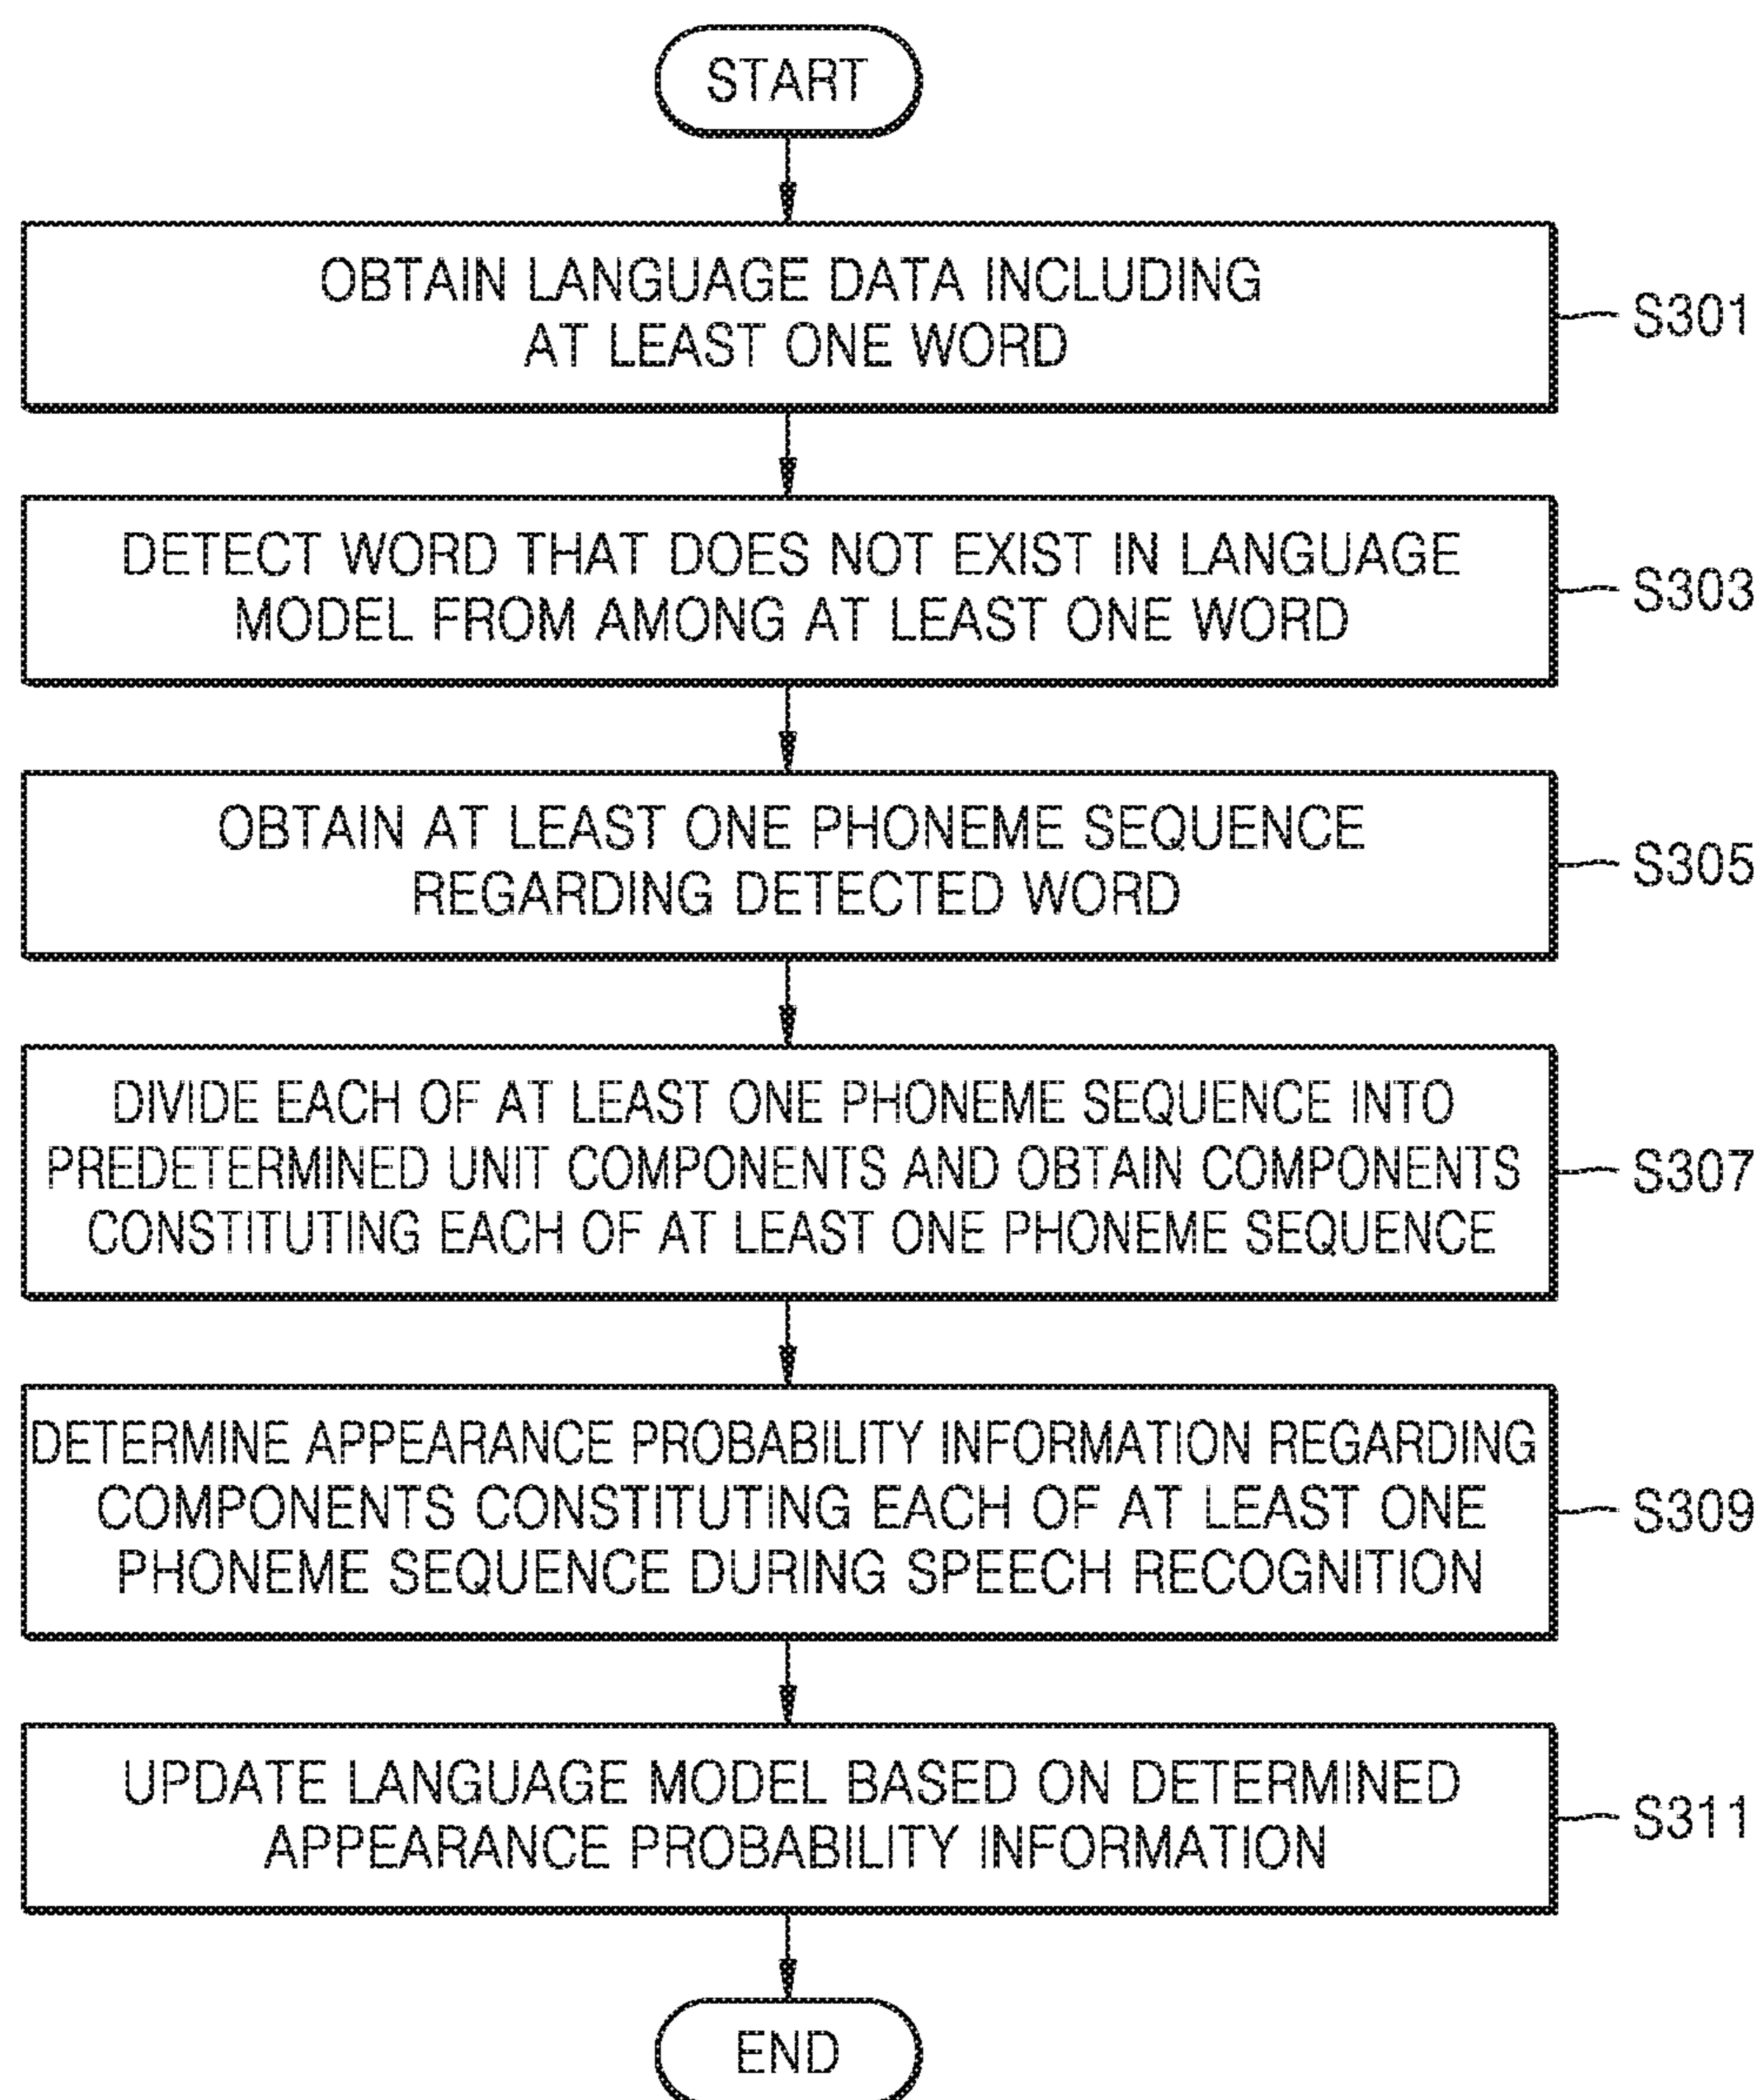 START
OBTAIN LANGUAGE DATA INCLUDING
AT LEAST ONE WORD
S301
DETECT WORD THAT DOES NOT EXIST IN LANGUAGE
MODEL FROM AMONG AT LEAST ONE WORD
S303
OBTAIN AT LEAST ONE PHONEME SEQUENCE
REGARDING DETECTED WORD
S305
DIVIDE EACH OF AT LEAST ONE PHONEME SEQUENCE INTO
PREDETERMINED UNIT COMPONENTS AND OBTAIN COMPONENTS
CONSTITUTING EACH OF AT LEAST ONE PHONEME SEQUENCE
S307
DETERMINE APPEARANCE PROBABILITY INFORMATION REGARDING
COMPONENTS CONSTITUTING EACH OF AT LEAST ONE
PHONEME SEQUENCE DURING SPEECH RECOGNITION
S309
UPDATE LANGUAGE MODEL BASED ON DETERMINED
APPEARANCE PROBABILITY INFORMATION
S311
END